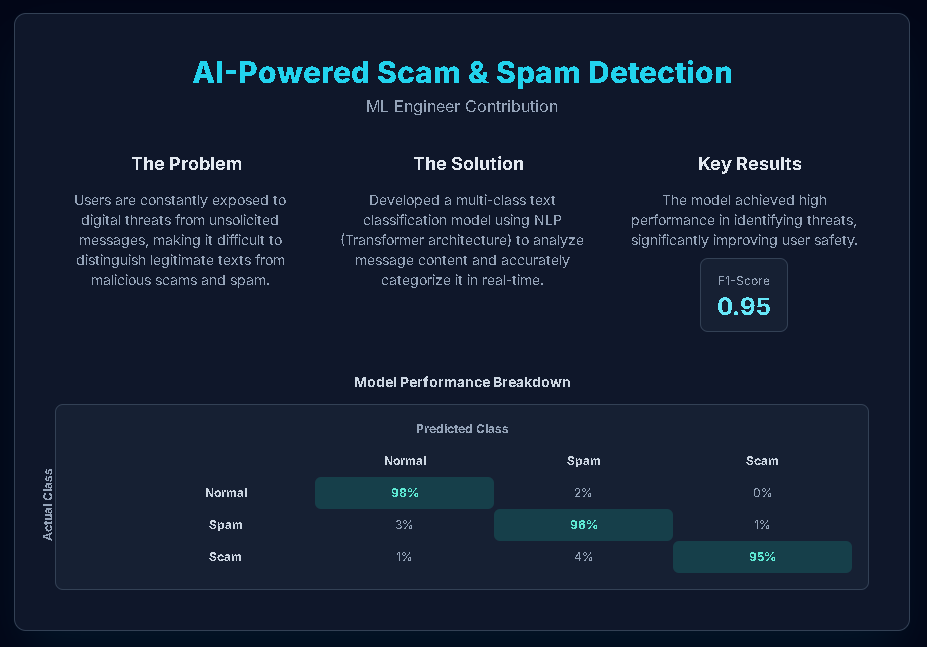 AI-Powered Scam & Spam Detection
ML Engineer Contribution
The Problem
Users are constantly exposed to
digital threats from unsolicited
messages, making it difficult to
distinguish legitimate texts from
malicious scams and spam.
The Solution
Developed a multi-class text
classification model using NLP
(Transformer architecture) to analyze
message content and accurately
categorize it in real-time.
Key Results
The model achieved high
performance in identifying threats,
significantly improving user safety.
F1-Score
0.95
Model Performance Breakdown
Predicted Class
Actual Class
Normal Spam Scam
Normal 98% 2% 0%
Spam 3% 96% 1%
Scam 1% 4% 95%